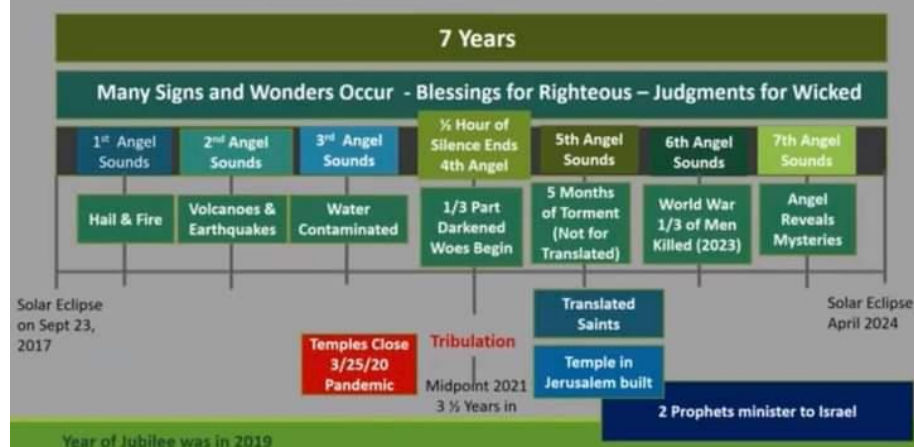 7 Years
Many Signs and Wonders Occur - Blessings for Righteous – Judgments for Wicked
1st Angel
Sounds
2nd Angel
Sounds
3rd Angel
Sounds
½ Hour of
Silence Ends
4th Angel
5th Angel
Sounds
6th Angel
Sounds
7th Angel
Sounds
Hail & Fire
Volcanoes &
Earthquakes
Water
Contaminated
1/3 Part
Darkened
Woes Begin
5 Months
of Torment
(Not for
Translated)
World War
1/3 of Men
Killed (2023)
Angel
Reveals
Mysteries
Solar Eclipse
on Sept 23,
2017
Temples Close
3/25/20
Pandemic
Tribulation
Midpoint 2021
3 ½ Years in
Translated
Saints
Temple in
Jerusalem built
Solar Eclipse
April 2024
2 Prophets minister to Israel
Year of Jubilee was in 2019